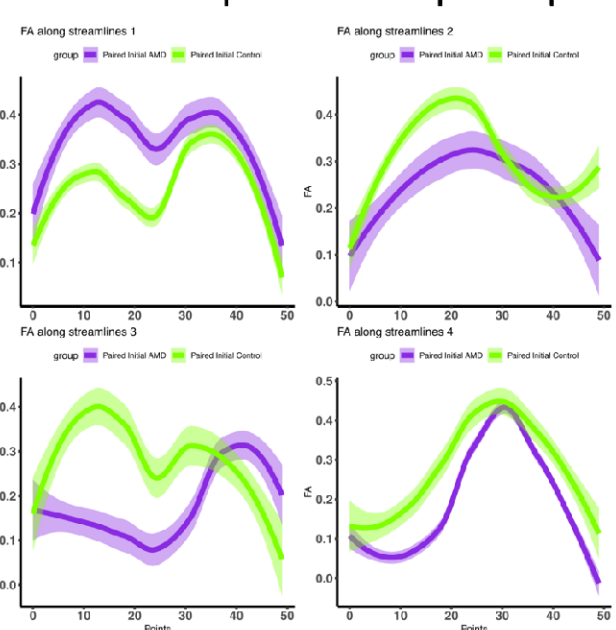 FA along streamlines 1
group Paired Initial AMD Paired Initial Control
0.4
0.3
0.2
0.1
0 10 20 30 40 50
FA along streamlines 2
group Paired Initial AMD Paired Initial Control
FA
0.4
0.3
0.2
0.1
0.0
0 10 20 30 40 50
FA along streamlines 3
group Paired Initial AMD Paired Initial Control
0.4
0.3
0.2
0.1
0.0
0 10 20 30 40 50
Points
FA along streamlines 4
group Paired Initial AMD Paired Initial Control
FA
0.5
0.4
0.3
0.2
0.1
0.0
0 10 20 30 40 50
Points